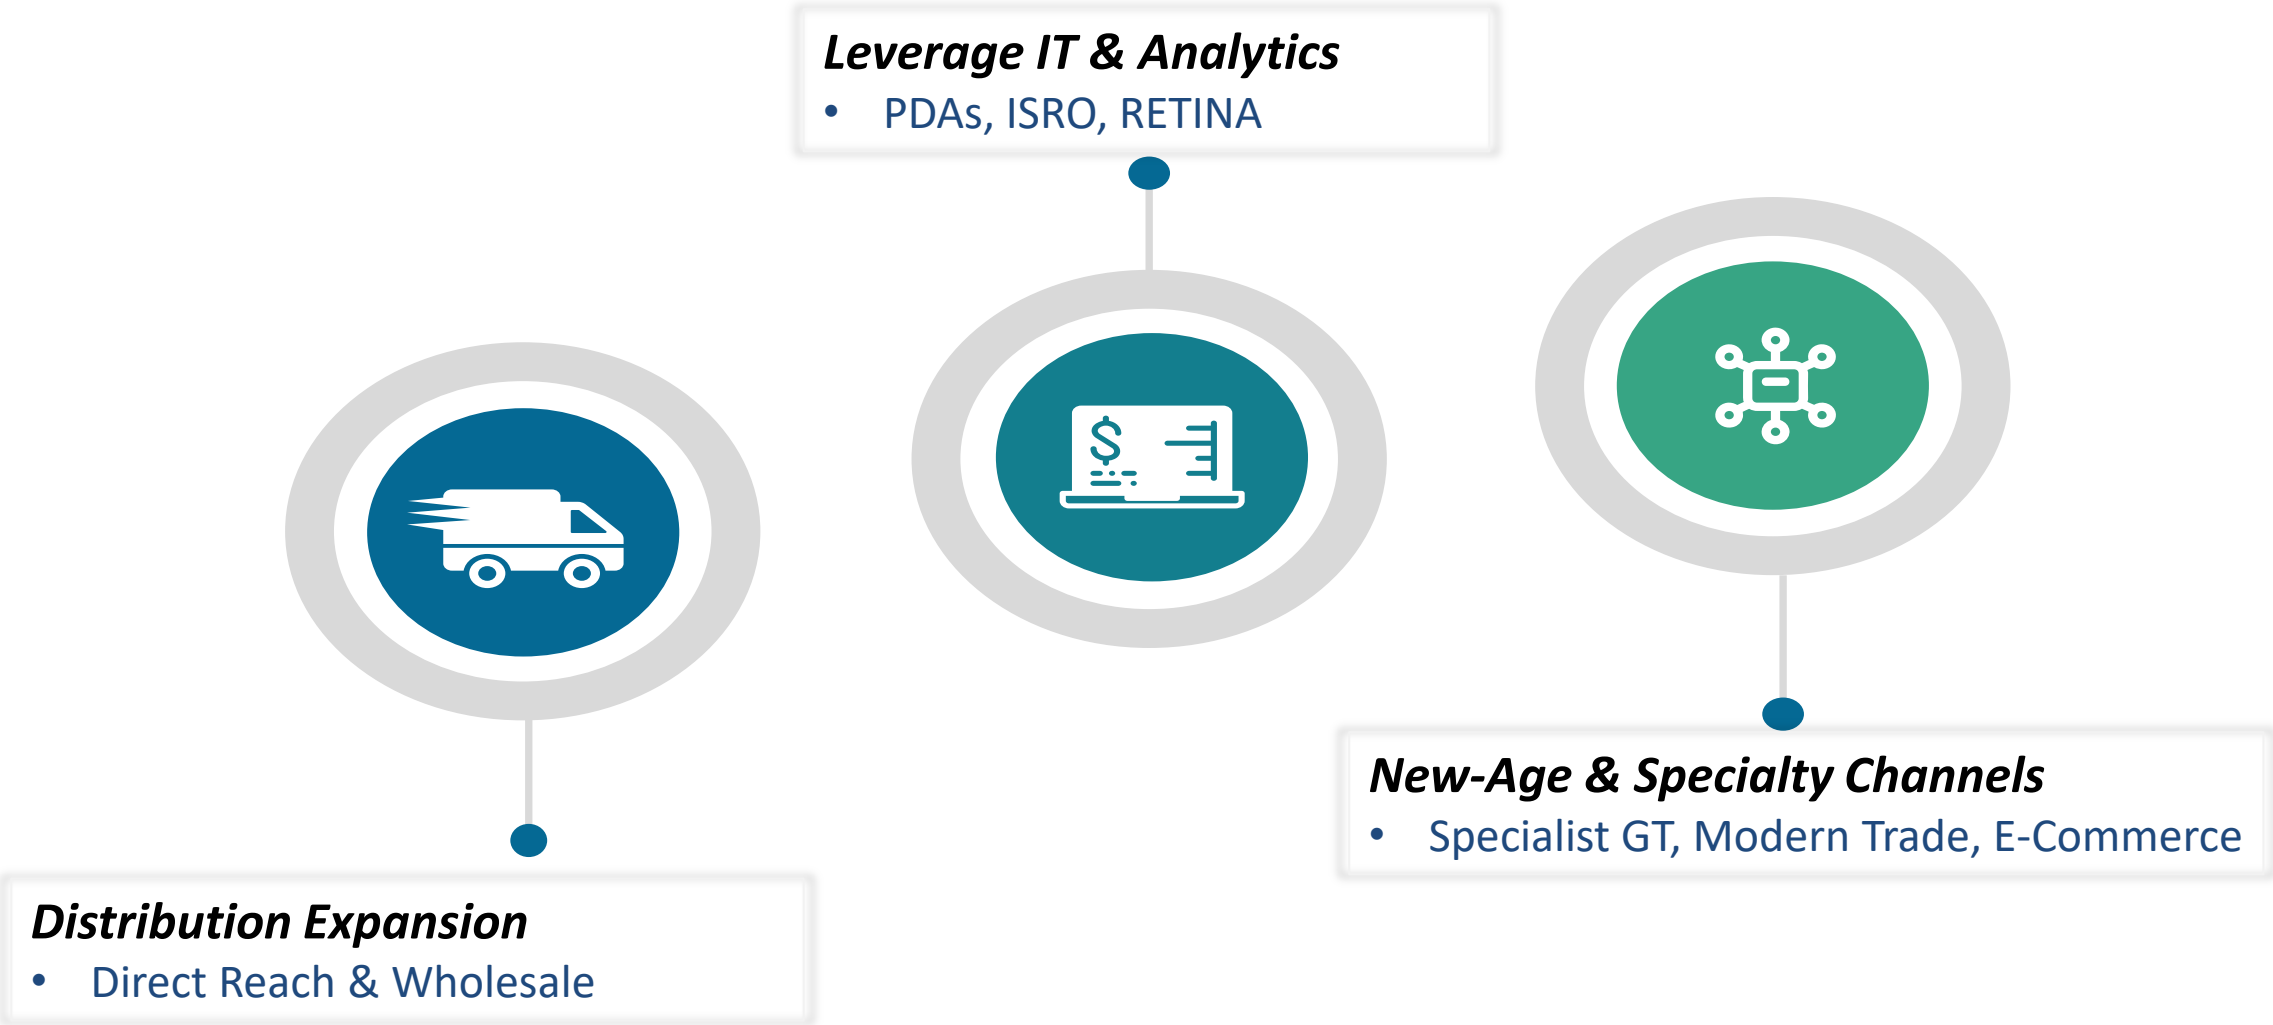 Leverage IT & Analytics
• PDAs, ISRO, RETINA
$
New-Age & Specialty Channels
• Specialist GT, Modern Trade, E-Commerce
Distribution Expansion
• Direct Reach & Wholesale